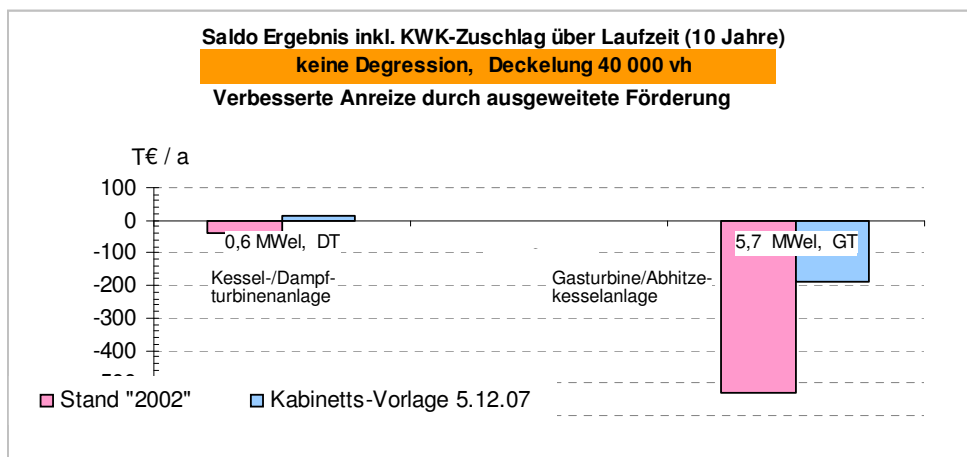 Saldo Ergebnis inkl. KWK-Zuschlag über Laufzeit (10 Jahre)
keine Degression, Deckelung 40 000 vh
Verbesserte Anreize durch ausgeweitete Förderung
T€ / a
100
0
-100
-200
-300
-400
0,6 MWel, DT
5,7 MWel, GT
Kessel-/Dampf-
turbinenanlage
Gasturbine/Abhitze-
kesselanlage
Stand "2002"
Kabinetts-Vorlage 5.12.07